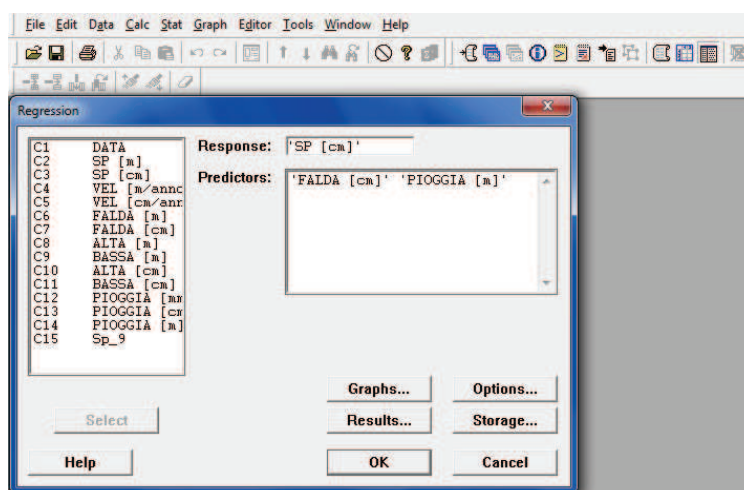 File Edit Data Calc Stat Graph Editor Tools Window Help
Regression
C1 DATA
C2 SP [m]
C3 SP [cm]
C4 VEL [m/anno
C5 VEL [cm/ann
C6 FALDA [m]
C7 FALDA [cm]
C8 ALTA [m]
C9 BASSA [m]
C10 ALTA [cm]
C11 BASSA [cm]
C12 PIOGGIA [mm
C13 PIOGGIA [cm
C14 PIOGGIA [m]
C15 Sp_9
Response: 'SP [cm]'
Predictors: 'FALDA [cm]' 'PIOGGIA [m]'
Graphs... Options...
Select Results... Storage...
Help OK Cancel